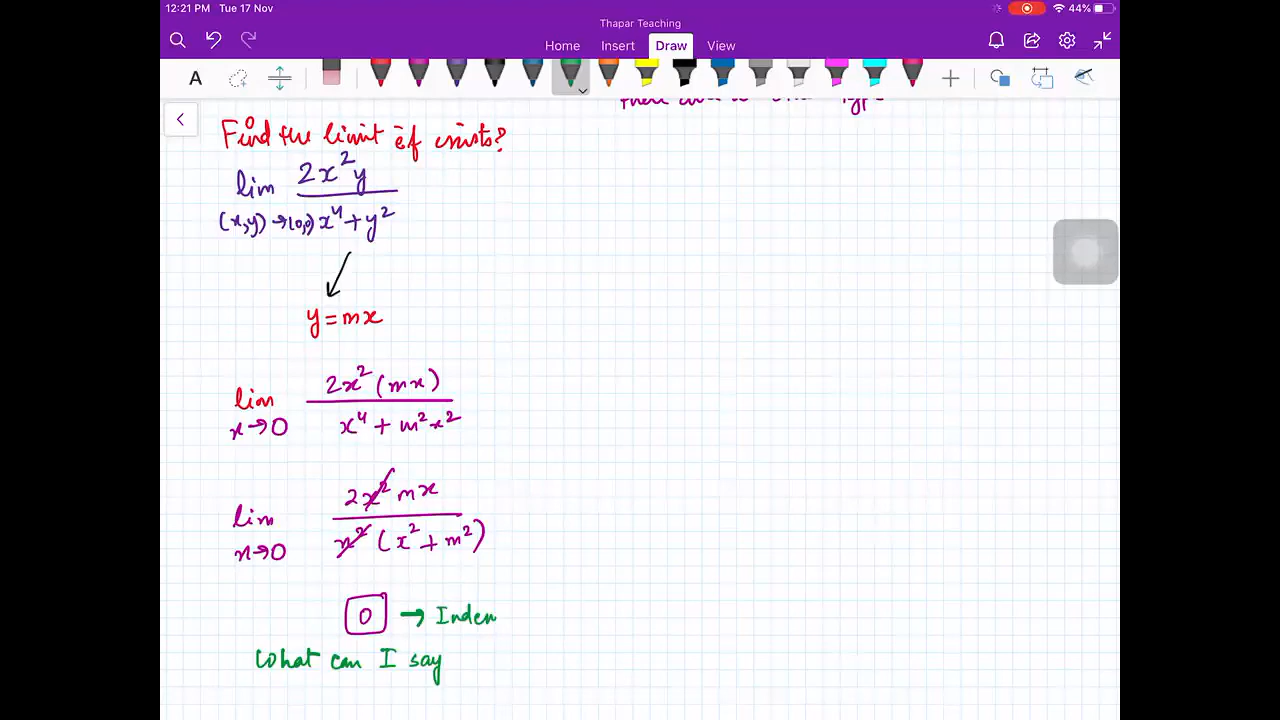 12:21 PM Tue 17 Nov
44%
Thapar Teaching
Home Insert Draw View
A
Find the limit if exists?
lim 2x²y
(x,y)→(0,0) x⁴+y²
y=mx
lim 2x²(mx)
x→0 x⁴+m²x²
lim 2x² mx
x→0 x²(x²+m²)
0 → Inden
What can I say